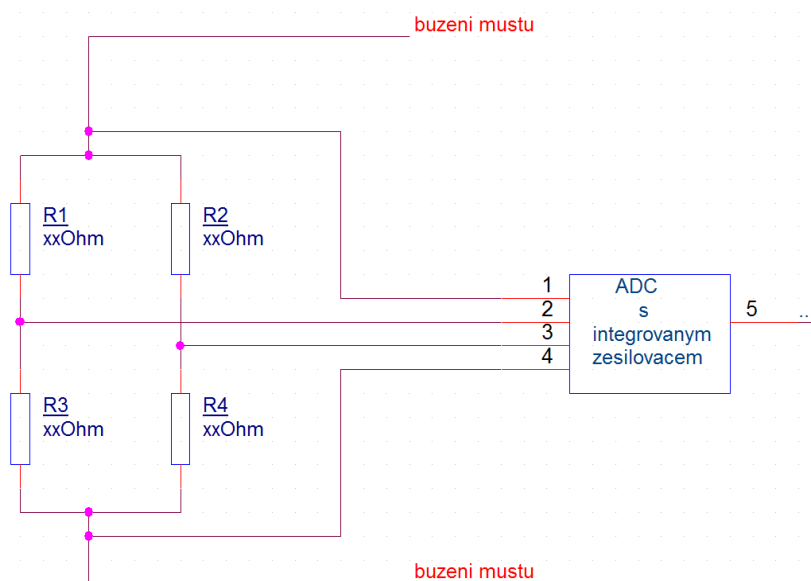 buzeni mustu
R1
xxOhm
R2
xxOhm
1
2
3
4
ADC
s
integrovanym
zesilovacem
5
...
R3
xxOhm
R4
xxOhm
buzeni mustu